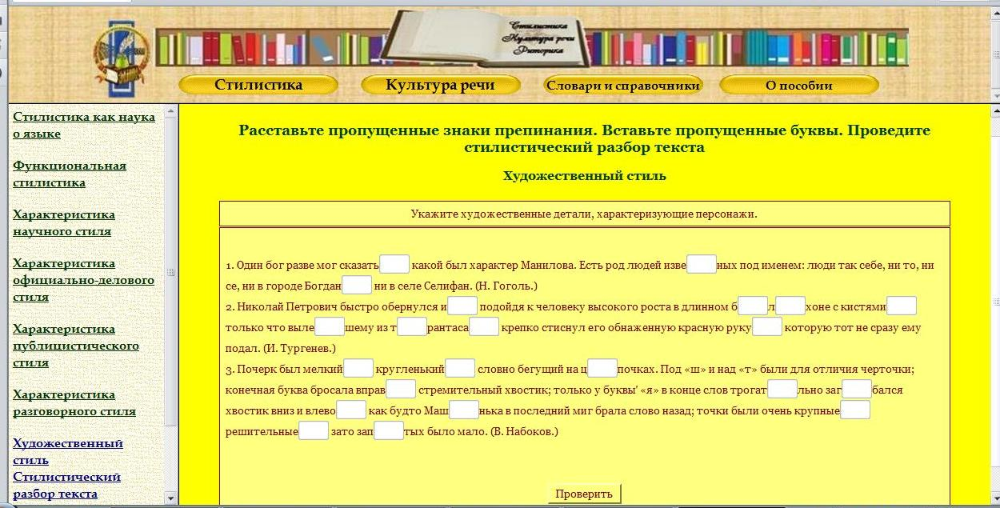 Стилистика
Культура речи
Риторика
Стилистика Культура речи Словари и справочники О пособии
Стилистика как наука
о языке
Функциональная
стилистика
Характеристика
научного стиля
Характеристика
официально-делового
стиля
Характеристика
публицистического
стиля
Характеристика
разговорного стиля
Художественный
стиль
Стилистический
разбор текста
Расставьте пропущенные знаки препинания. Вставьте пропущенные буквы. Проведите
стилистический разбор текста
Художественный стиль
Укажите художественные детали, характеризующие персонажи.
1. Один бог разве мог сказать какой был характер Манилова. Есть род людей изве ных под именем: люди так себе, ни то, ни
се, ни в городе Богдан ни в селе Селифан. (Н. Гоголь.)
2. Николай Петрович быстро обернулся и подойдя к человеку высокого роста в длинном б л хоне с кистями
только что выле шему из т рантаса крепко стиснул его обнаженную красную руку которую тот не сразу ему
подал. (И. Тургенев.)
3. Почерк был мелкий кругленький словно бегущий на ц почках. Под «ш» и над «т» были для отличия черточки;
конечная буква бросала вправ стремительный хвостик; только у буквы' «я» в конце слов трогат льно заг бался
хвостик вниз и влево как будто Маш нька в последний миг брала слово назад; точки были очень крупные
решительные зато зап тых было мало. (В. Набоков.)
Проверить